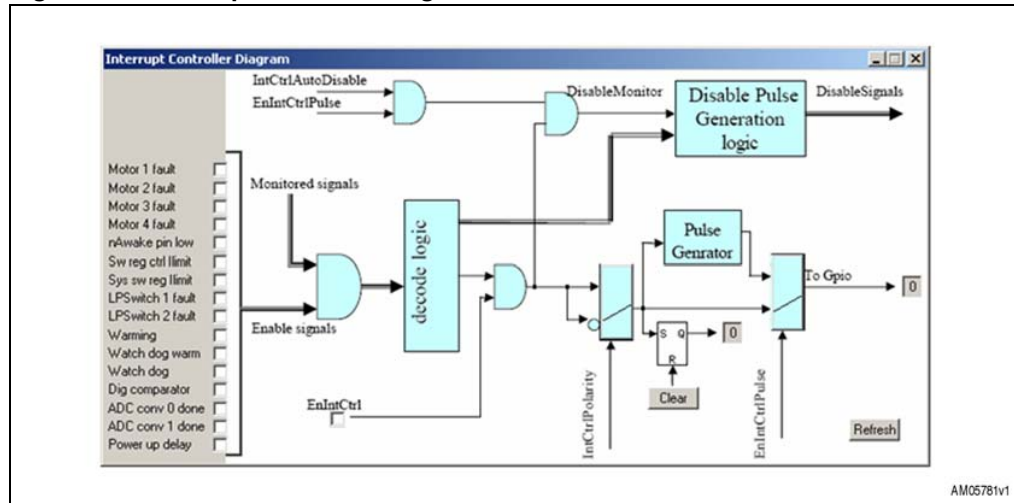 Interrupt Controller Diagram
IntCtrlAutoDisable
EnIntCtrlPulse
DisableMonitor
Disable Pulse
Generation
logic
DisableSignals
Motor 1 fault
Motor 2 fault
Motor 3 fault
Motor 4 fault
nAwake pin low
Sw reg ctrl Ilimit
Sys sw reg Ilimit
LPSwitch 1 fault
LPSwitch 2 fault
Warming
Watch dog warm
Watch dog
Dig comparator
ADC conv 0 done
ADC conv 1 done
Power up delay
Monitored signals
Enable signals
decode logic
EnIntCtrl
Pulse
Genrator
To Gpio
0
S Q
R
0
Clear
IntCtrlPolarity
EnIntCtrlPulse
Refresh
AM05781v1